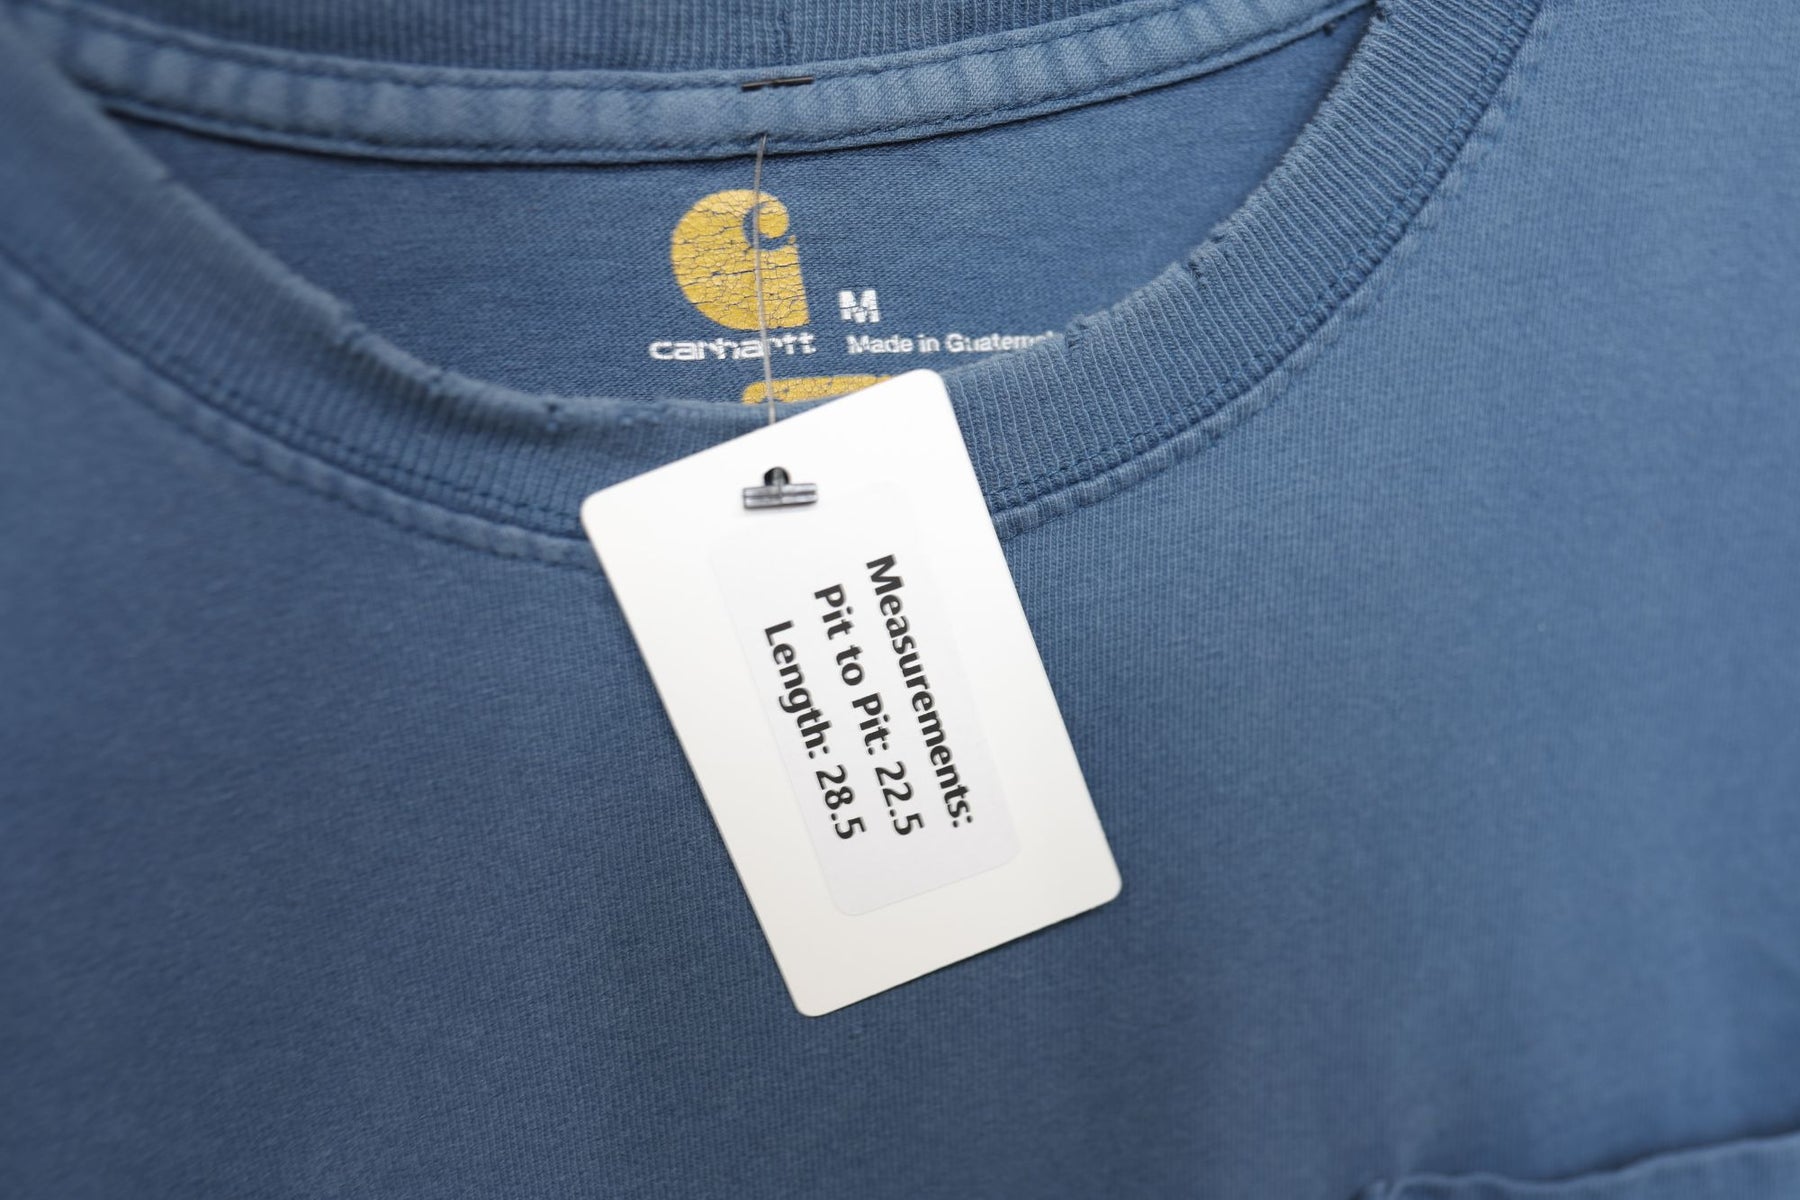 carhartt
M
Made in
Measurements:
Pit to Pit: 22.5
Length: 28.5